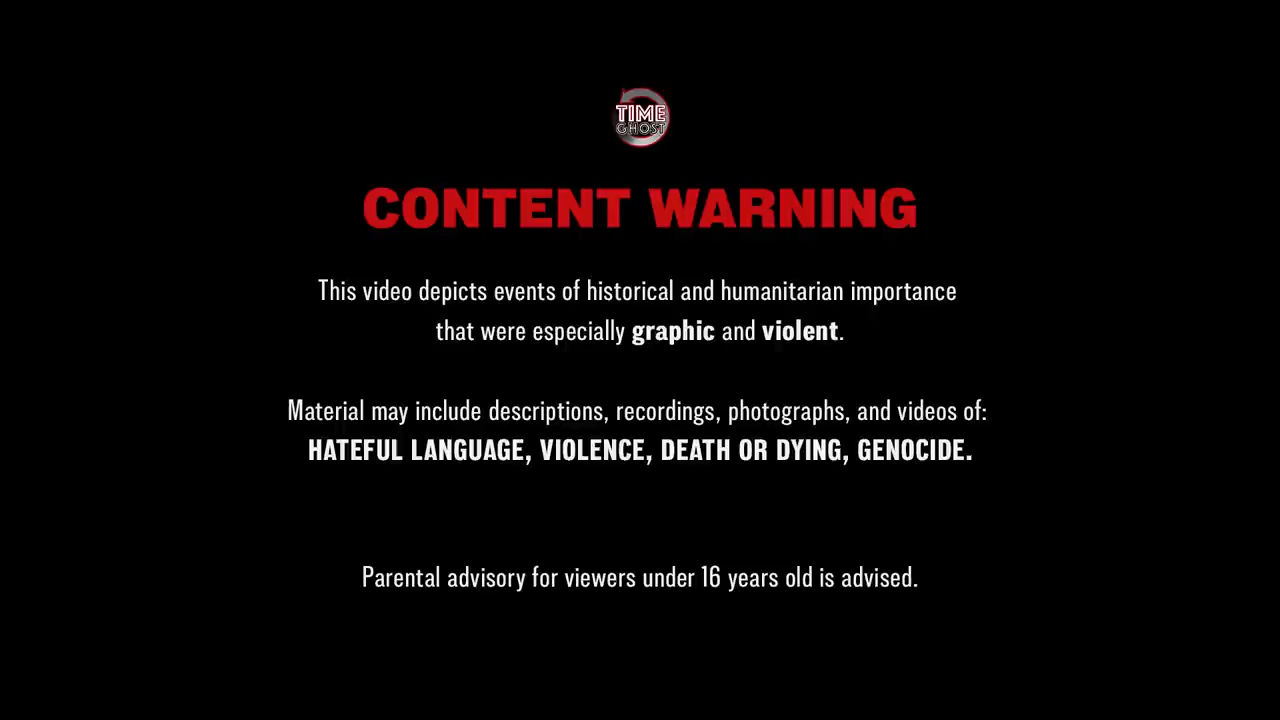 TIME
GHOST
CONTENT WARNING
This video depicts events of historical and humanitarian importance
that were especially graphic and violent.
Material may include descriptions, recordings, photographs, and videos of:
HATEFUL LANGUAGE, VIOLENCE, DEATH OR DYING, GENOCIDE.
Parental advisory for viewers under 16 years old is advised.